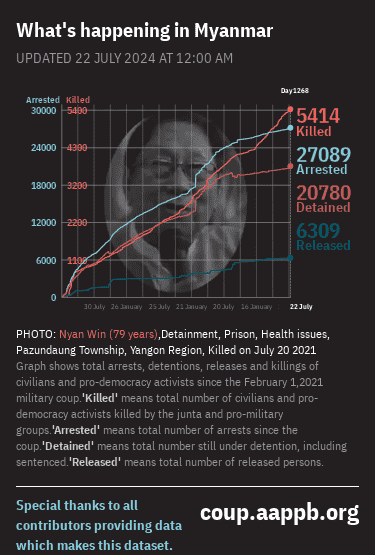 What's happening in Myanmar
UPDATED 22 JULY 2024 AT 12:00 AM
Day1268
Arrested Killed
30000 5400
24000 4300
18000 3200
12000 2200
6000 1100
0
5414
Killed
27089
Arrested
20780
Detained
6309
Released
30 July 26 January 25 July 21 January 20 July 16 January 22 July
PHOTO: Nyan Win (79 years),Detainment, Prison, Health issues,
Pazundaung Township, Yangon Region, Killed on July 20 2021
Graph shows total arrests, detentions, releases and killings of
civilians and pro-democracy activists since the February 1,2021
military coup.'Killed' means total number of civilians and pro-
democracy activists killed by the junta and pro-military
groups.'Arrested' means total number of arrests since the
coup.'Detained' means total number still under detention, including
sentenced.'Released' means total number of released persons.
Special thanks to all
contributors providing data
which makes this dataset.
coup.aappb.org